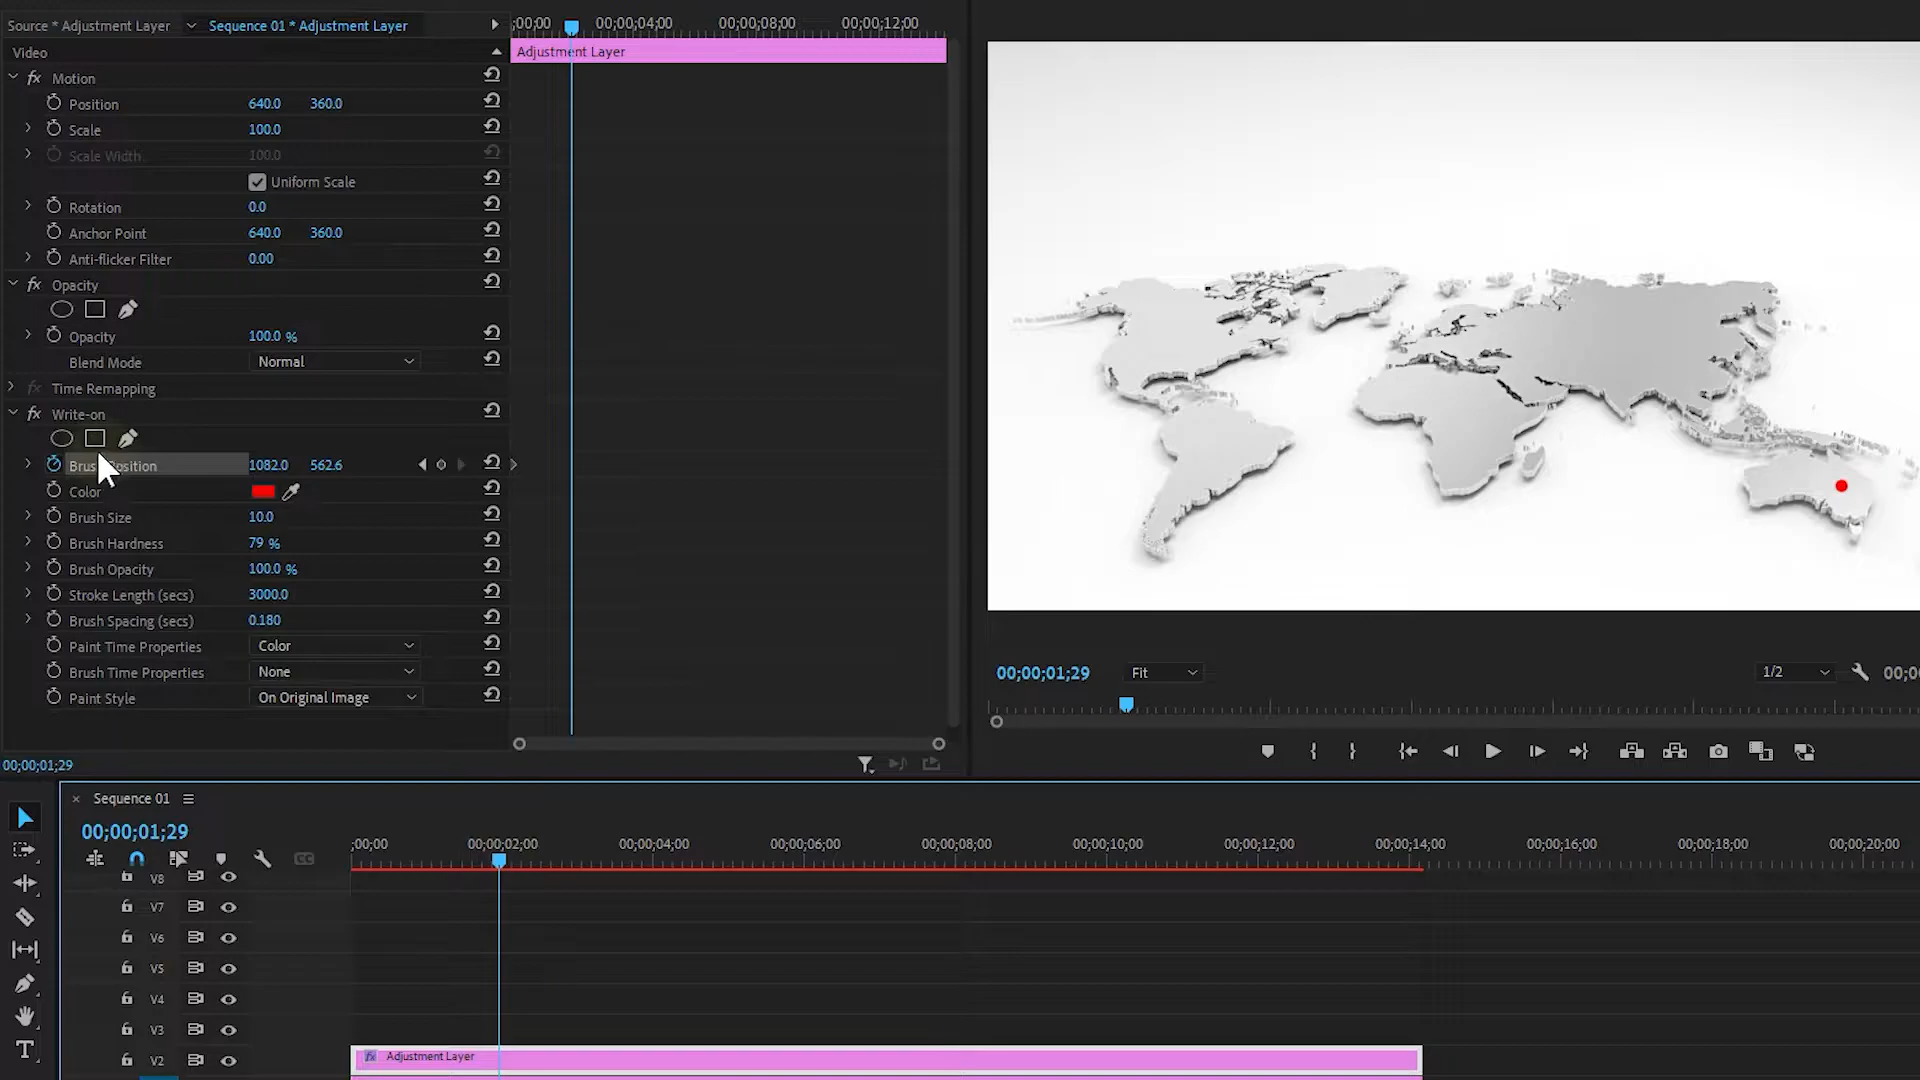 Source * Adjustment Layer Sequence 01 * Adjustment Layer
;00;00 00;00;04;00 00;00;08;00 00;00;12;00
Video
Adjustment Layer
fx Motion
Position 640.0 360.0
Scale 100.0
Scale Width 100.0
Uniform Scale
Rotation 0.0
Anchor Point 640.0 360.0
Anti-flicker Filter 0.00
fx Opacity
Opacity 100.0 %
Blend Mode Normal
fx Time Remapping
fx Write-on
Brush Position 1082.0 562.6
Color
Brush Size 10.0
Brush Hardness 79 %
Brush Opacity 100.0 %
Stroke Length (secs) 3000.0
Brush Spacing (secs) 0.180
Paint Time Properties Color
Brush Time Properties None
Paint Style On Original Image
00;00;01;29
00;00;01;29 Fit 1/2 00;0
× Sequence 01
00;00;01;29
;00;00 00;00;02;00 00;00;04;00 00;00;06;00 00;00;08;00 00;00;10;00 00;00;12;00 00;00;14;00 00;00;16;00 00;00;18;00 00;00;20;00
CC
V8
V7
V6
V5
V4
V3
V2 fx Adjustment Layer
T